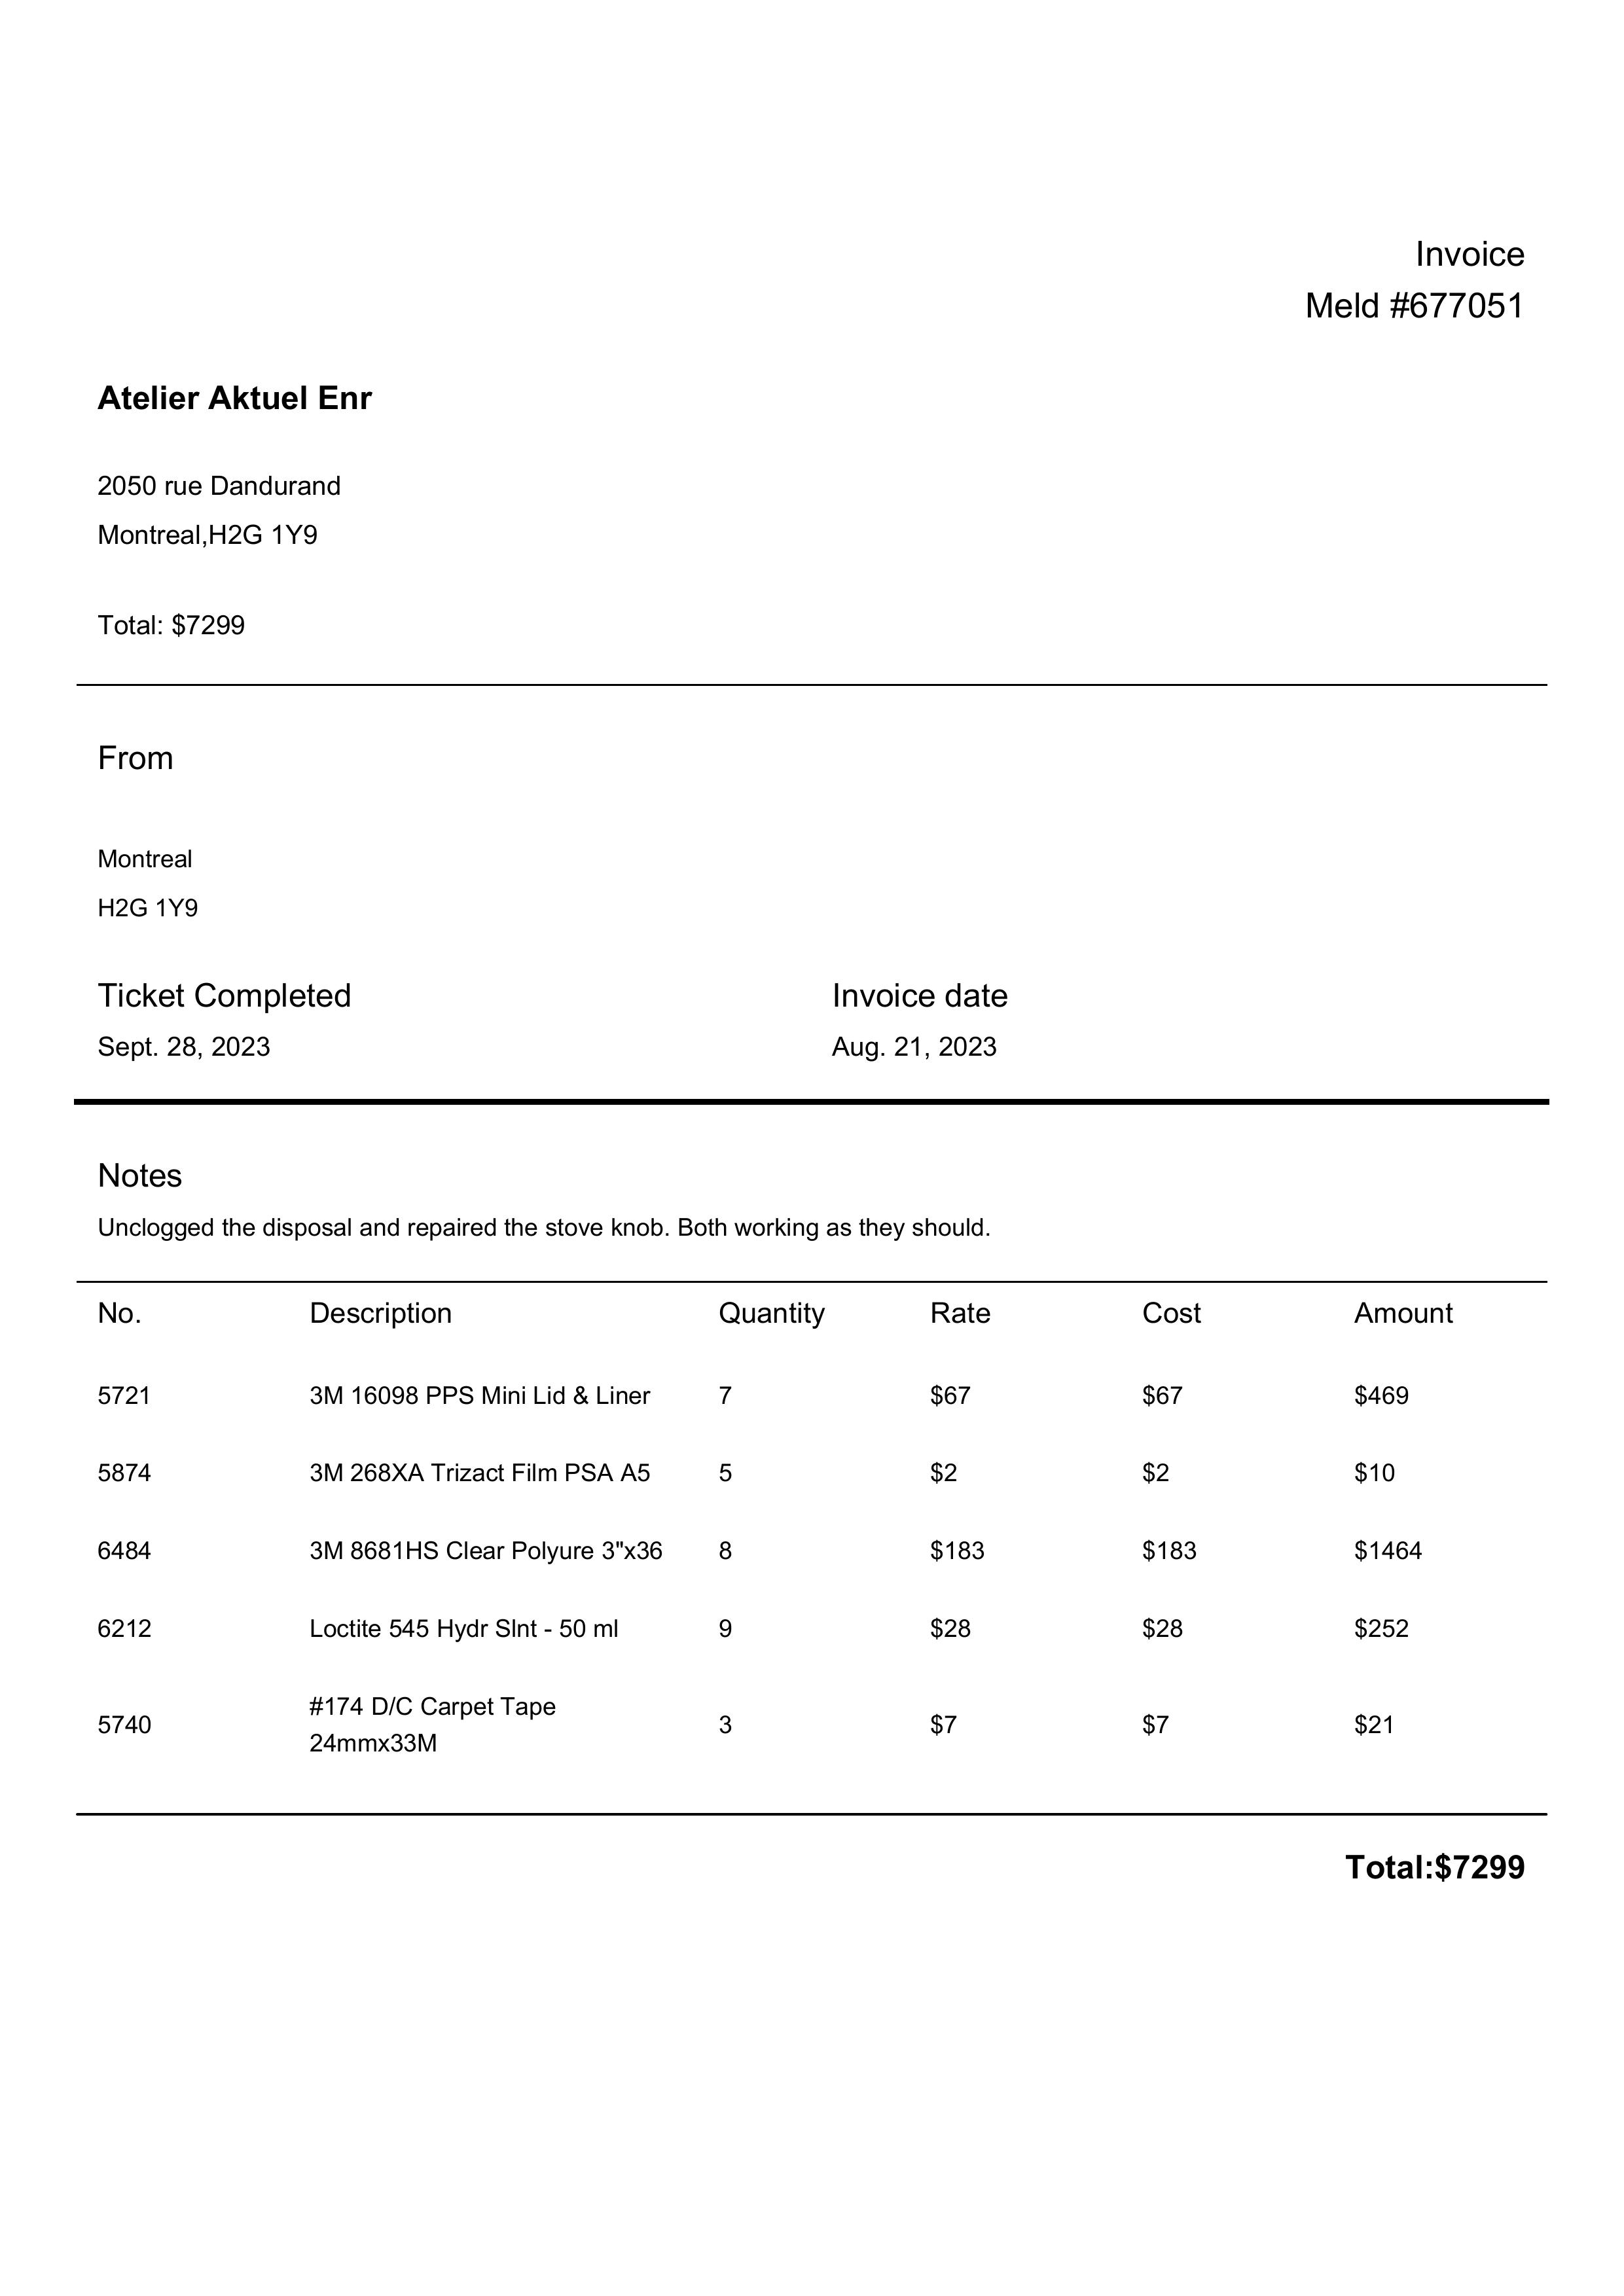 Invoice
Meld #677051
Atelier Aktuel Enr
2050 rue Dandurand
Montreal,H2G 1Y9
Total: $7299
From
Montreal
H2G 1Y9
Ticket Completed Invoice date
Sept. 28, 2023 Aug. 21, 2023
Notes
Unclogged the disposal and repaired the stove knob. Both working as they should.
No. Description Quantity Rate Cost Amount
5721 3M 16098 PPS Mini Lid & Liner 7 $67 $67 $469
5874 3M 268XA Trizact Film PSA A5 5 $2 $2 $10
6484 3M 8681HS Clear Polyure 3"x36 8 $183 $183 $1464
6212 Loctite 545 Hydr Slnt - 50 ml 9 $28 $28 $252
5740 #174 D/C Carpet Tape 3 $7 $7 $21
24mmx33M
Total:$7299